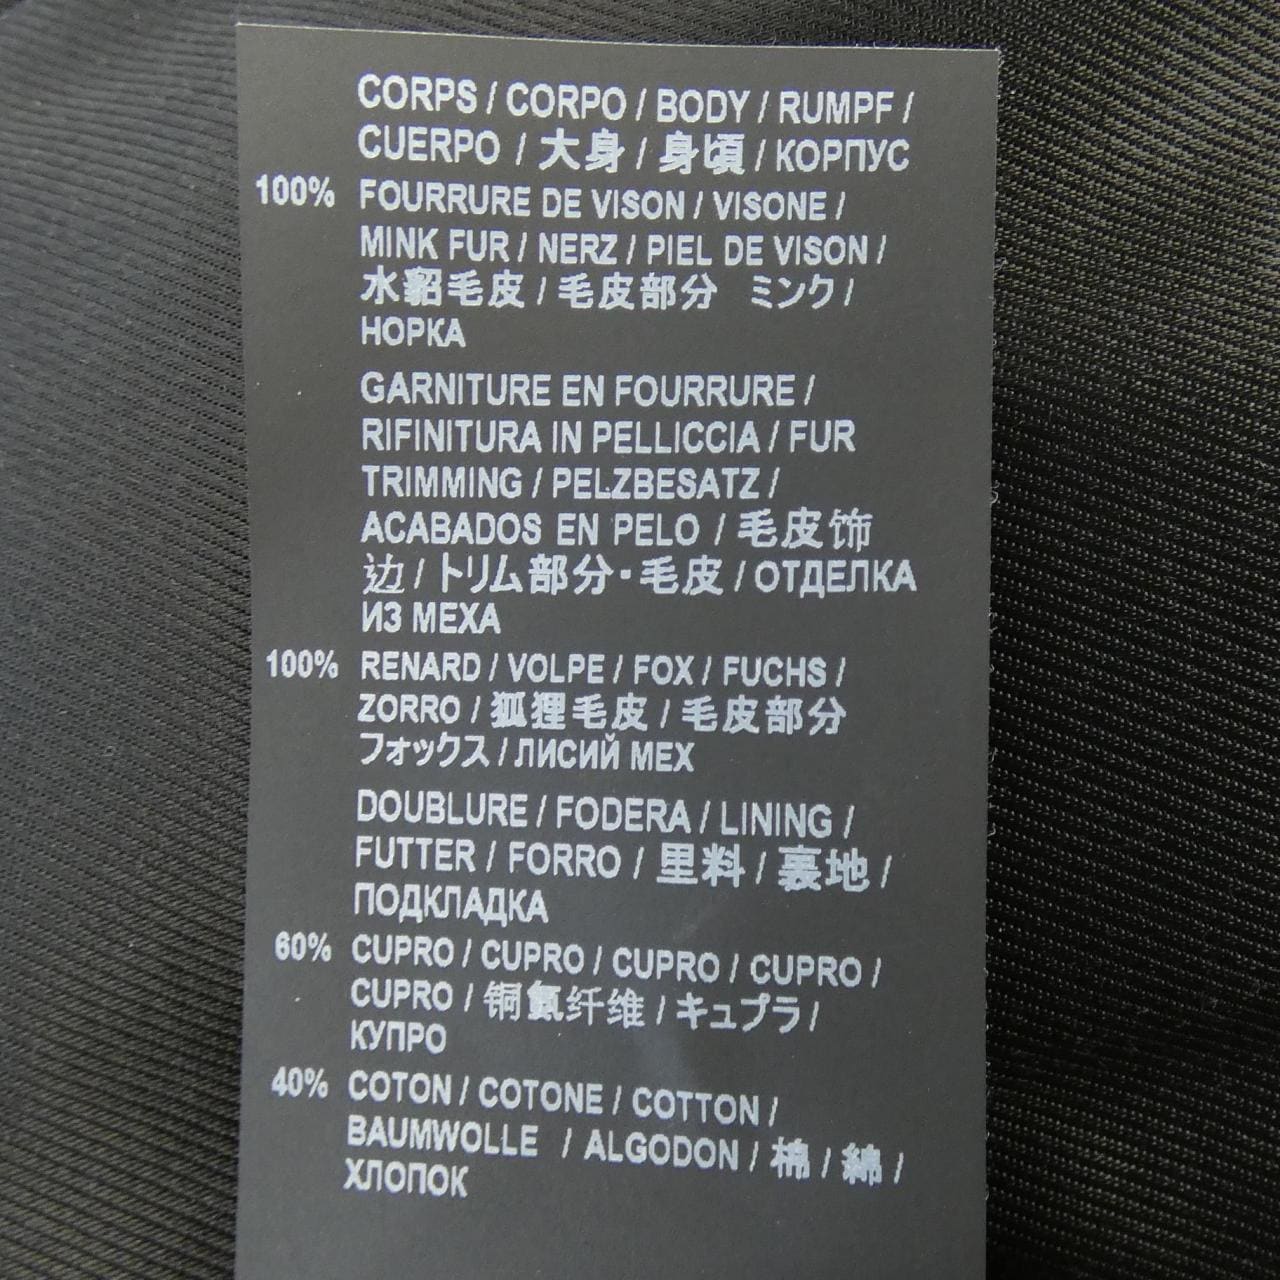 CORPS / CORPO / BODY / RUMPF /
CUERPO / 大身 / 身頃 / КОРПУС
100% FOURRURE DE VISON / VISONE /
MINK FUR / NERZ / PIEL DE VISON /
水貂毛皮 / 毛皮部分 ミンク /
НОРКА
GARNITURE EN FOURRURE /
RIFINITURA IN PELLICCIA / FUR
TRIMMING / PELZBESATZ /
ACABADOS EN PELO / 毛皮饰
边 / トリム部分・毛皮 / ОТДЕЛКА
ИЗ МЕХА
100% RENARD / VOLPE / FOX / FUCHS /
ZORRO / 狐狸毛皮 / 毛皮部分
フォックス / ЛИСИЙ МЕХ
DOUBLURE / FODERA / LINING /
FUTTER / FORRO / 里料 / 裏地 /
ПОДКЛАДКА
60% CUPRO / CUPRO / CUPRO / CUPRO /
CUPRO / 铜氨纤维 / キュプラ /
КУПРО
40% COTON / COTONE / COTTON /
BAUMWOLLE / ALGODON / 棉 / 綿 /
ХЛОПОК